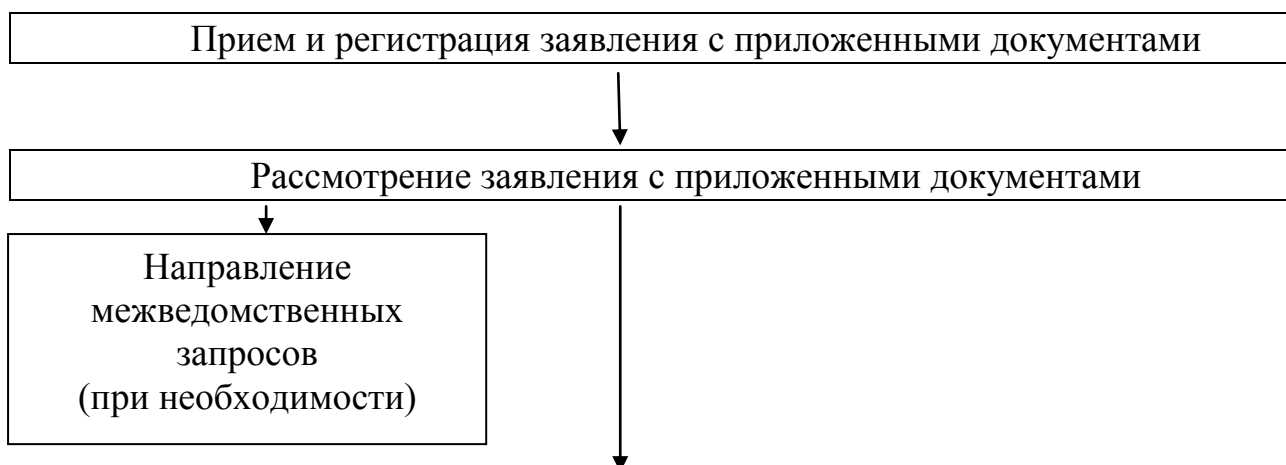 Прием и регистрация заявления с приложенными документами
Рассмотрение заявления с приложенными документами
Направление
межведомственных
запросов
(при необходимости)